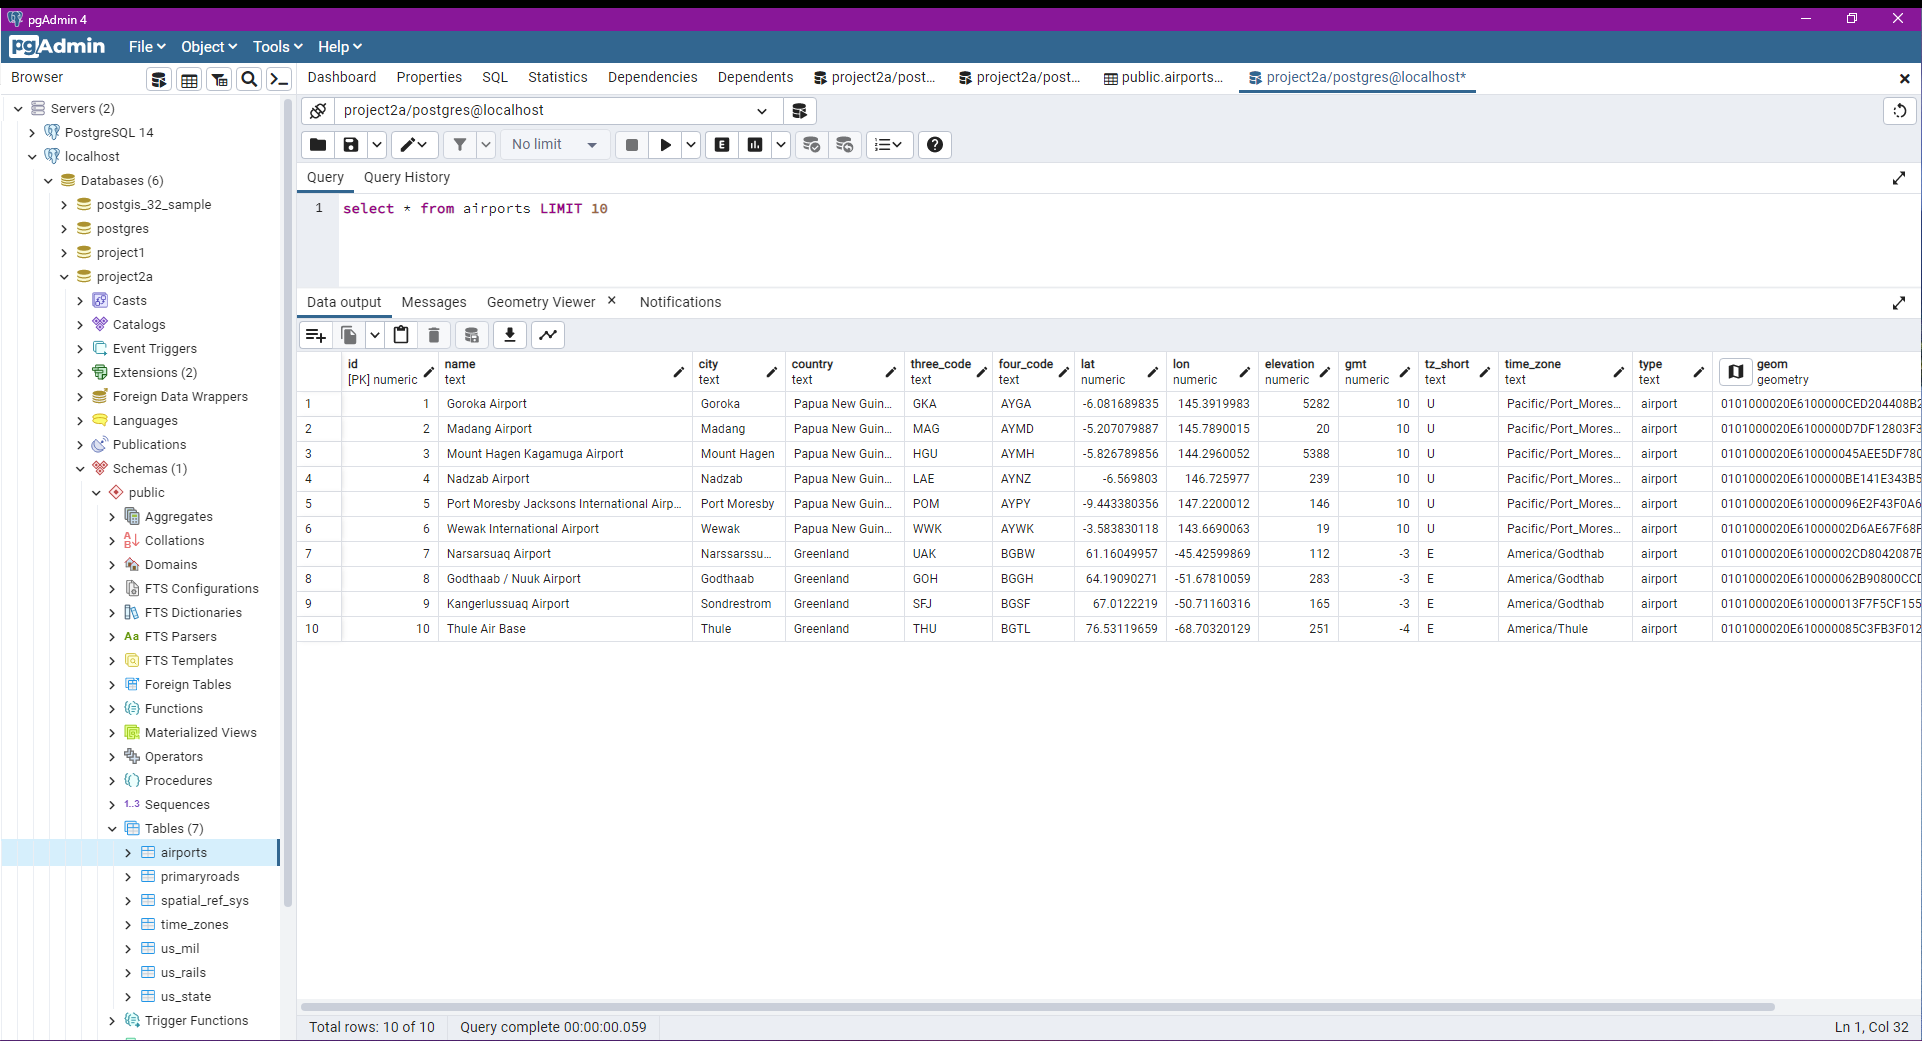 pgAdmin 4
pgAdmin File Object Tools Help
Browser
Dashboard Properties SQL Statistics Dependencies Dependents project2a/post... project2a/post... public.airports... project2a/postgres@localhost*
Servers (2)
PostgreSQL 14
localhost
Databases (6)
postgis_32_sample
postgres
project1
project2a
Casts
Catalogs
Event Triggers
Extensions (2)
Foreign Data Wrappers
Languages
Publications
Schemas (1)
public
Aggregates
Collations
Domains
FTS Configurations
FTS Dictionaries
Aa FTS Parsers
FTS Templates
Foreign Tables
Functions
Materialized Views
Operators
Procedures
1..3 Sequences
Tables (7)
airports
primaryroads
spatial_ref_sys
time_zones
us_mil
us_rails
us_state
Trigger Functions
project2a/postgres@localhost
No limit E
Query Query History
1 select * from airports LIMIT 10
Data output Messages Geometry Viewer Notifications
id name city country three_code four_code lat lon elevation gmt tz_short time_zone type geom
[PK] numeric text text text text text numeric numeric numeric numeric text text text geometry
1 1 Goroka Airport Goroka Papua New Guin... GKA AYGA -6.081689835 145.3919983 5282 10 U Pacific/Port_Mores... airport 0101000020E6100000CED204408B2
2 2 Madang Airport Madang Papua New Guin... MAG AYMD -5.207079887 145.7890015 20 10 U Pacific/Port_Mores... airport 0101000020E6100000D7DF12803F3
3 3 Mount Hagen Kagamuga Airport Mount Hagen Papua New Guin... HGU AYMH -5.826789856 144.2960052 5388 10 U Pacific/Port_Mores... airport 0101000020E610000045AEE5DF780
4 4 Nadzab Airport Nadzab Papua New Guin... LAE AYNZ -6.569803 146.725977 239 10 U Pacific/Port_Mores... airport 0101000020E6100000BE141E343B5
5 5 Port Moresby Jacksons International Airp... Port Moresby Papua New Guin... POM AYPY -9.443380356 147.2200012 146 10 U Pacific/Port_Mores... airport 0101000020E610000096E2F43F0A6
6 6 Wewak International Airport Wewak Papua New Guin... WWK AYWK -3.583830118 143.6690063 19 10 U Pacific/Port_Mores... airport 0101000020E61000002D6AE67F68F
7 7 Narsarsuaq Airport Narssarssu... Greenland UAK BGBW 61.16049957 -45.42599869 112 -3 E America/Godthab airport 0101000020E61000002CD8042087E
8 8 Godthaab / Nuuk Airport Godthaab Greenland GOH BGGH 64.19090271 -51.67810059 283 -3 E America/Godthab airport 0101000020E610000062B90800CCD
9 9 Kangerlussuaq Airport Sondrestrom Greenland SFJ BGSF 67.0122219 -50.71160316 165 -3 E America/Godthab airport 0101000020E610000013F7F5CF155
10 10 Thule Air Base Thule Greenland THU BGTL 76.53119659 -68.70320129 251 -4 E America/Thule airport 0101000020E610000085C3FB3F012
Total rows: 10 of 10 Query complete 00:00:00.059 Ln 1, Col 32